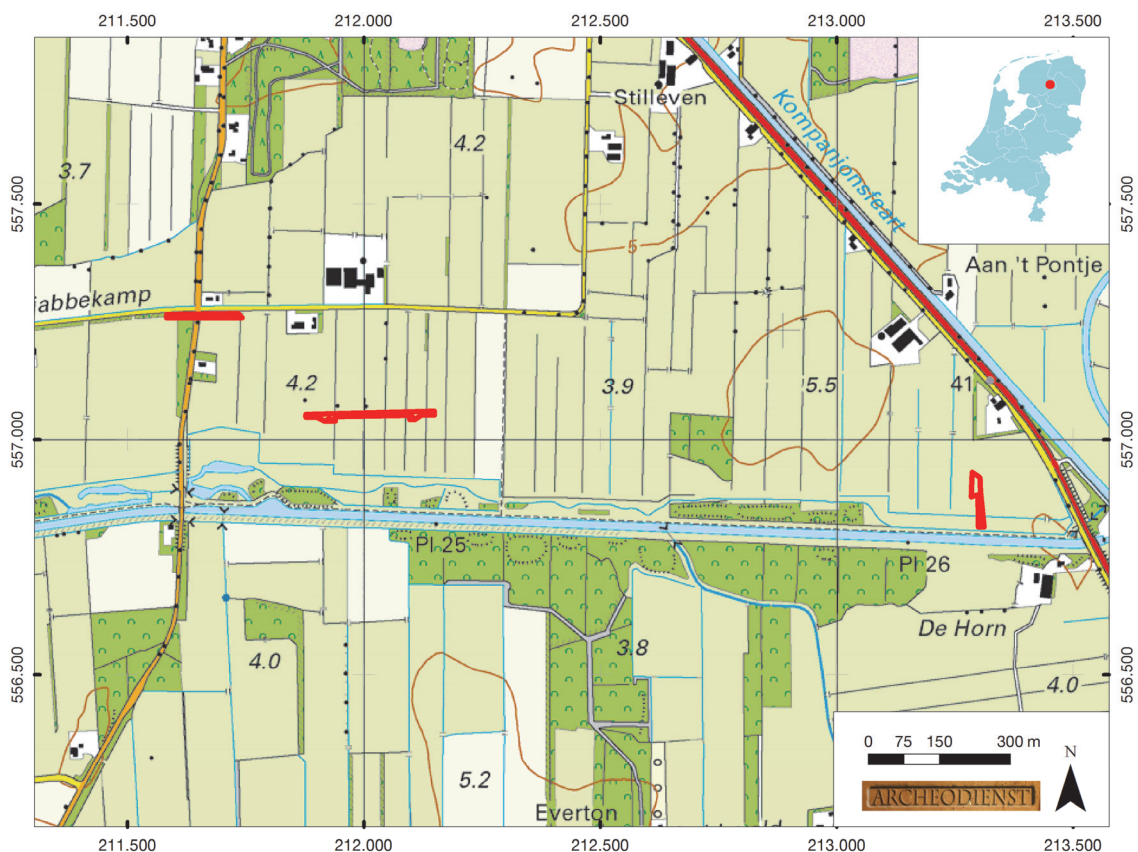 211.500 212.000 212.500 213.000 213.500
Stilleven
Kompanjonsfeart
4.2
3.7
557.500 557.500
5
Aan 't Pontje
jabbekamp
4.2 3.9 5.5 41
557.000 557.000
Pl 25
Pl 26
De Horn
3.8
4.0
4.0
556.500 556.500
0 75 150 300 m
N
ARCHEODIENST
5.2
Everton
211.500 212.000 212.500 213.000 213.500